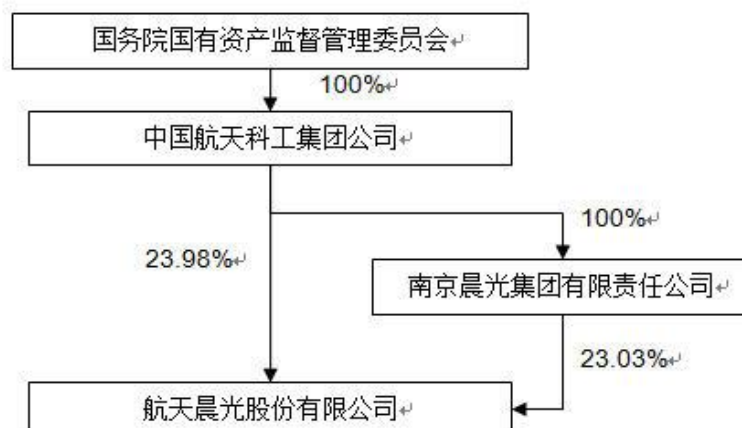 国务院国有资产监督管理委员会
100%
中国航天科工集团公司
100%
23.98%
南京晨光集团有限责任公司
23.03%
航天晨光股份有限公司